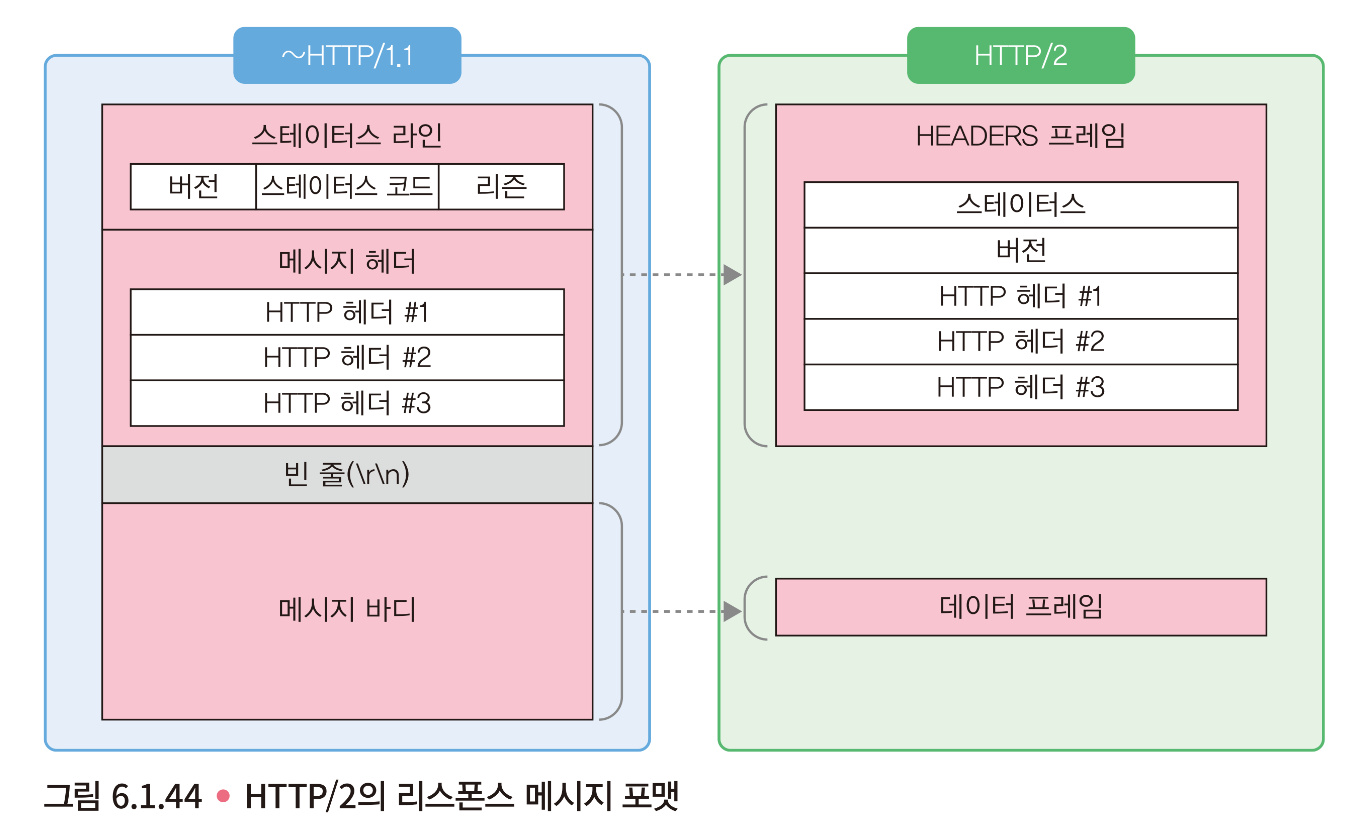 ~HTTP/1.1
스테이터스 라인
버전 스테이터스 코드 리즌
메시지 헤더
HTTP 헤더 #1
HTTP 헤더 #2
HTTP 헤더 #3
빈 줄(\r\n)
메시지 바디
HTTP/2
HEADERS 프레임
스테이터스
버전
HTTP 헤더 #1
HTTP 헤더 #2
HTTP 헤더 #3
데이터 프레임
그림 6.1.44 • HTTP/2의 리스폰스 메시지 포맷